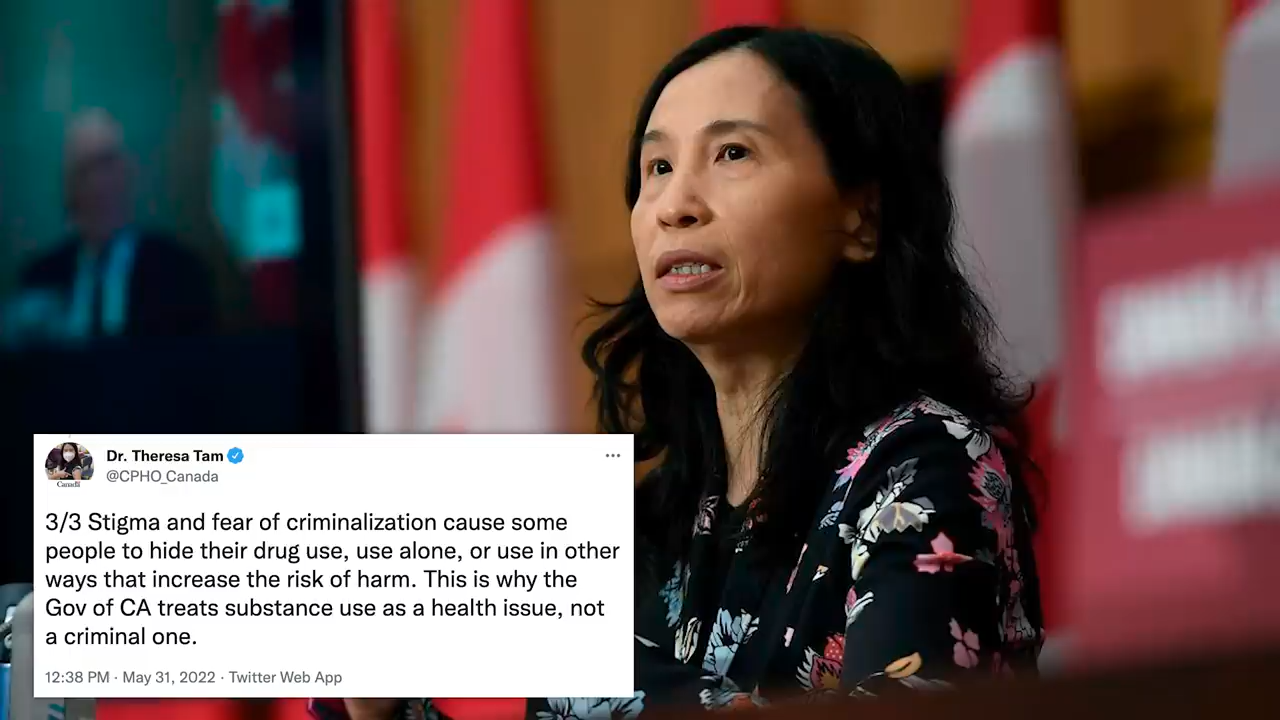 Dr. Theresa Tam
@CPHO_Canada
Canada
3/3 Stigma and fear of criminalization cause some
people to hide their drug use, use alone, or use in other
ways that increase the risk of harm. This is why the
Gov of CA treats substance use as a health issue, not
a criminal one.
12:38 PM · May 31, 2022 · Twitter Web App